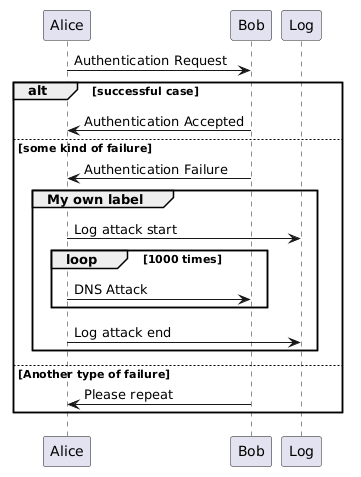 Alice Bob Log
Authentication Request
alt [successful case]
Authentication Accepted
[some kind of failure]
Authentication Failure
My own label
Log attack start
loop [1000 times]
DNS Attack
Log attack end
[Another type of failure]
Please repeat
Alice Bob Log